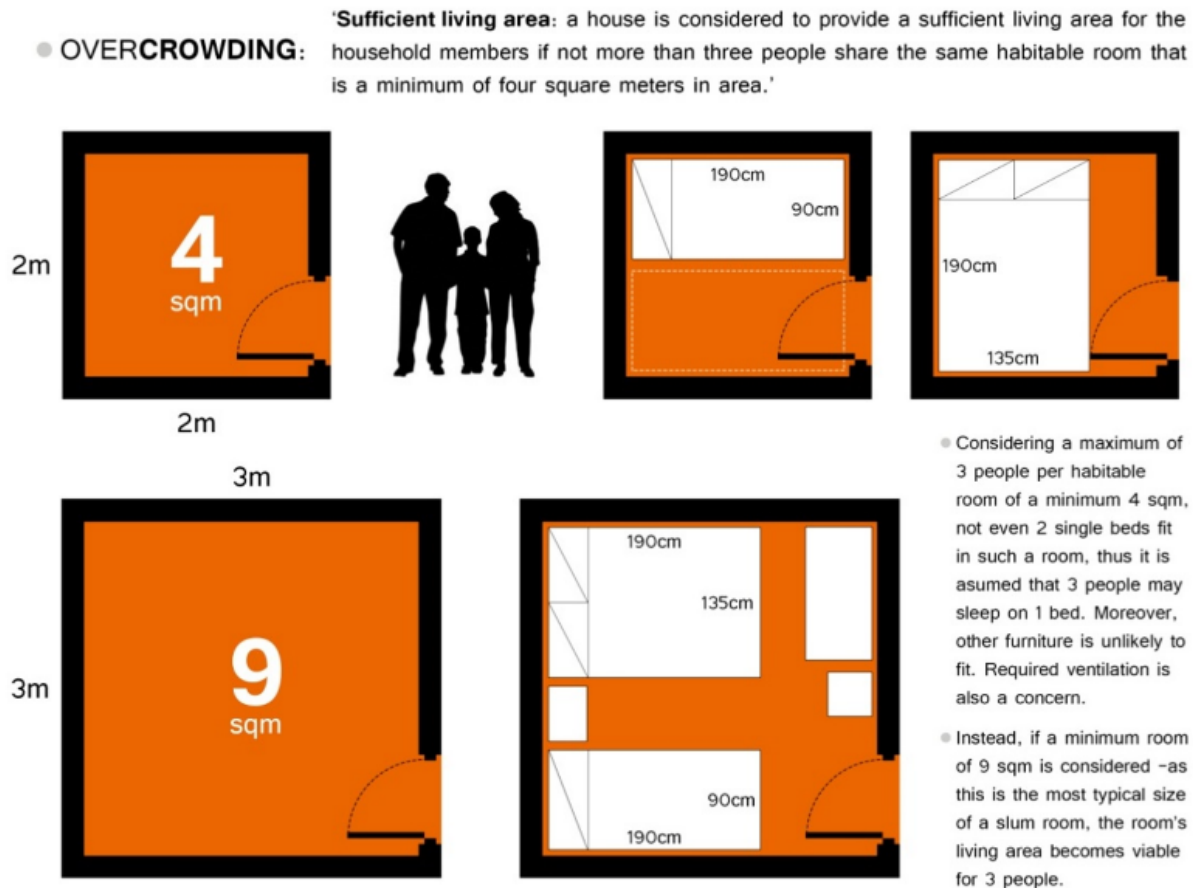 OVERCROWDING:
'Sufficient living area: a house is considered to provide a sufficient living area for the
household members if not more than three people share the same habitable room that
is a minimum of four square meters in area.'
2m
4
sqm
2m
190cm
90cm
190cm
135cm
3m
3m
9
sqm
190cm
135cm
90cm
190cm
Considering a maximum of
3 people per habitable
room of a minimum 4 sqm,
not even 2 single beds fit
in such a room, thus it is
asumed that 3 people may
sleep on 1 bed. Moreover,
other furniture is unlikely to
fit. Required ventilation is
also a concern.
Instead, if a minimum room
of 9 sqm is considered -as
this is the most typical size
of a slum room, the room's
living area becomes viable
for 3 people.